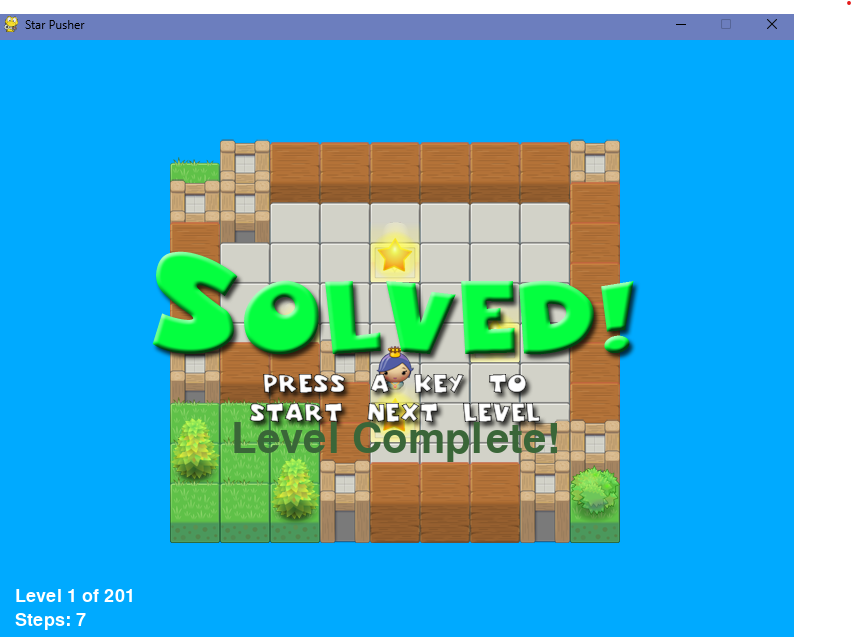 Star Pusher
SOLVED!
PRESS A KEY TO
START NEXT LEVEL
Level Complete!
Level 1 of 201
Steps: 7